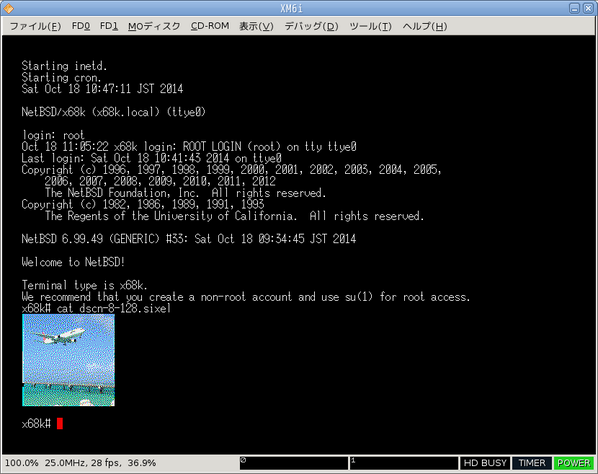 XM6i
ファイル(F) FD0 FD1 MOディスク CD-ROM 表示(V) デバッグ(D) ツール(T) ヘルプ(H)
Starting inetd.
Starting cron.
Sat Oct 18 10:47:11 JST 2014
NetBSD/x68k (x68k.local) (ttye0)
login: root
Oct 18 11:05:22 x68k login: ROOT LOGIN (root) on tty ttye0
Last login: Sat Oct 18 10:41:43 2014 on ttye0
Copyright (c) 1996, 1997, 1998, 1999, 2000, 2001, 2002, 2003, 2004, 2005,
2006, 2007, 2008, 2009, 2010, 2011, 2012
The NetBSD Foundation, Inc.  All rights reserved.
Copyright (c) 1982, 1986, 1989, 1991, 1993
The Regents of the University of California.  All rights reserved.
NetBSD 6.99.49 (GENERIC) #33: Sat Oct 18 09:34:45 JST 2014
Welcome to NetBSD!
Terminal type is x68k.
We recommend that you create a non-root account and use su(1) for root access.
x68k# cat dscn-8-128.sixel
x68k#
100.0% 25.0MHz, 28 fps, 36.9% 0 1 HD BUSY TIMER POWER